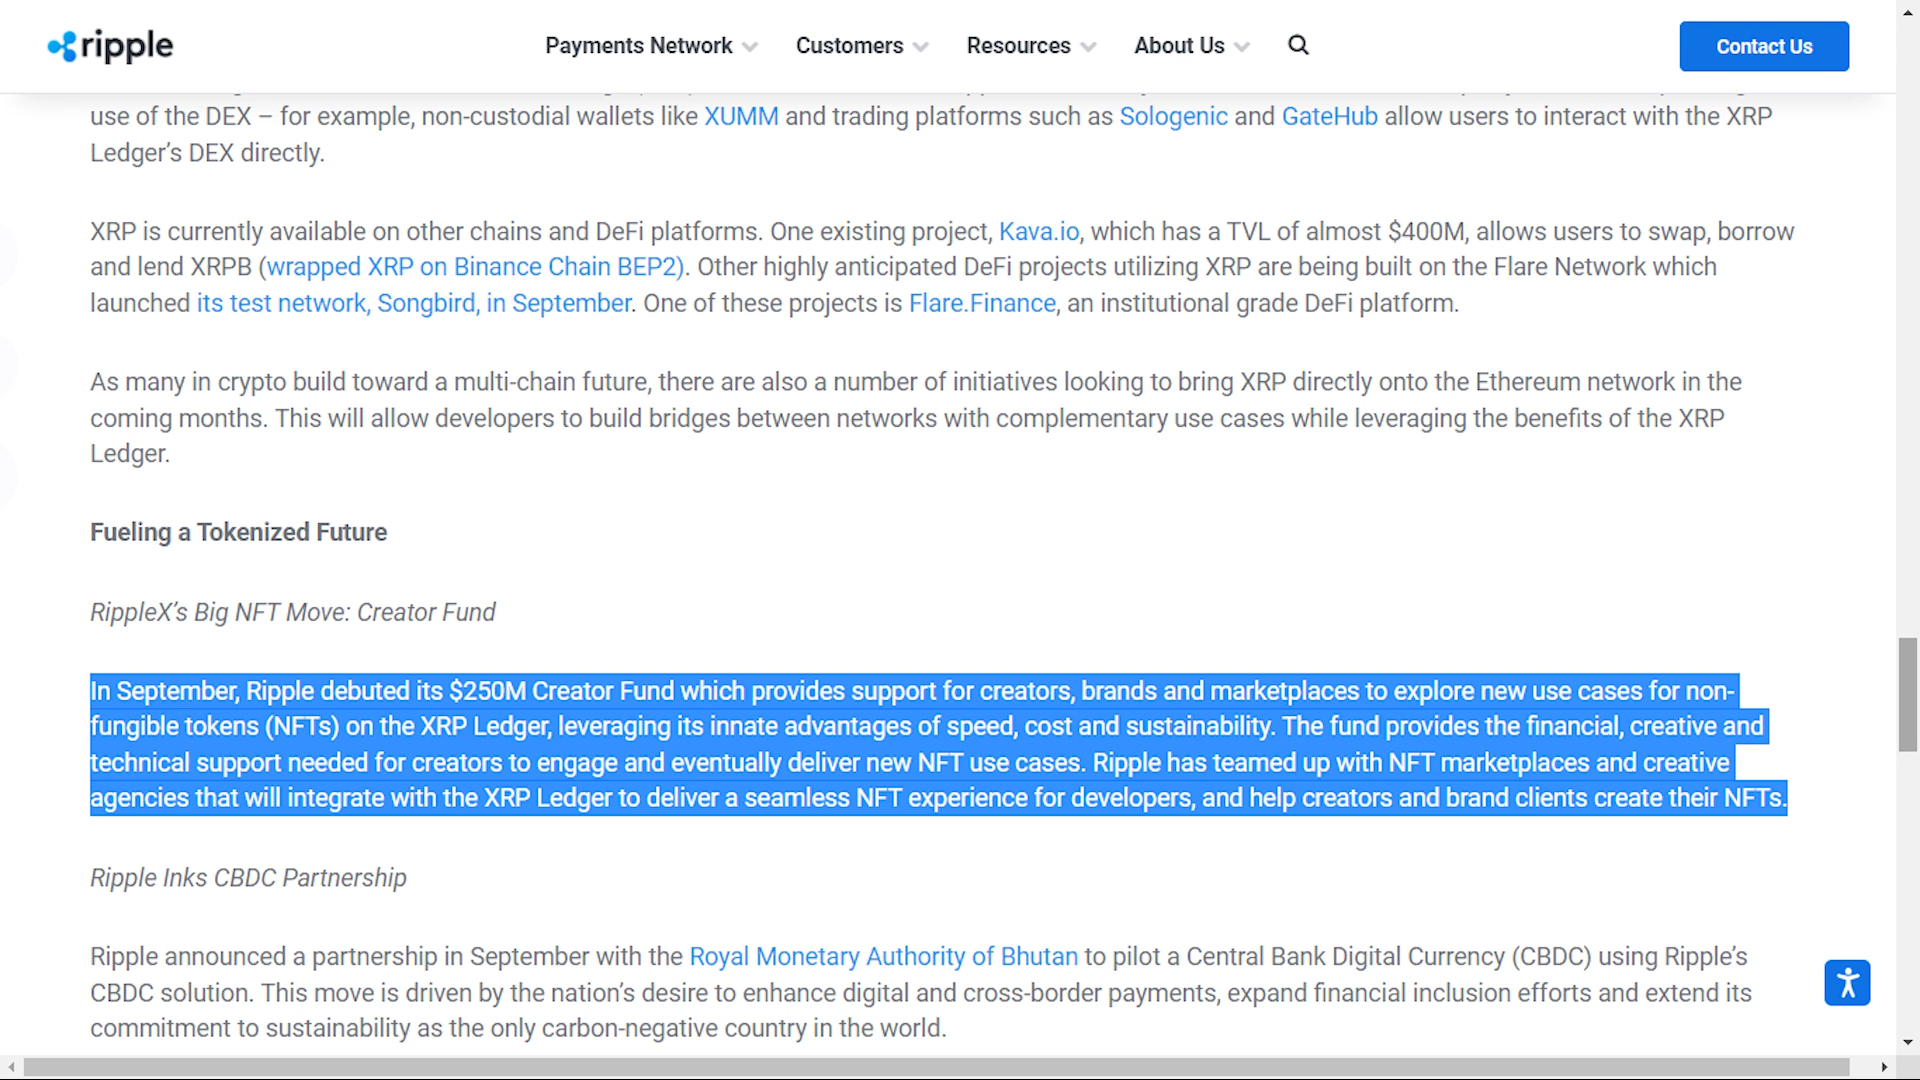 ripple
Payments Network
Customers
Resources
About Us
Contact Us
use of the DEX – for example, non-custodial wallets like XUMM and trading platforms such as Sologenic and GateHub allow users to interact with the XRP
Ledger’s DEX directly.
XRP is currently available on other chains and DeFi platforms. One existing project, Kava.io, which has a TVL of almost $400M, allows users to swap, borrow
and lend XRPB (wrapped XRP on Binance Chain BEP2). Other highly anticipated DeFi projects utilizing XRP are being built on the Flare Network which
launched its test network, Songbird, in September. One of these projects is Flare.Finance, an institutional grade DeFi platform.
As many in crypto build toward a multi-chain future, there are also a number of initiatives looking to bring XRP directly onto the Ethereum network in the
coming months. This will allow developers to build bridges between networks with complementary use cases while leveraging the benefits of the XRP
Ledger.
Fueling a Tokenized Future
RippleX’s Big NFT Move: Creator Fund
In September, Ripple debuted its $250M Creator Fund which provides support for creators, brands and marketplaces to explore new use cases for non-
fungible tokens (NFTs) on the XRP Ledger, leveraging its innate advantages of speed, cost and sustainability. The fund provides the financial, creative and
technical support needed for creators to engage and eventually deliver new NFT use cases. Ripple has teamed up with NFT marketplaces and creative
agencies that will integrate with the XRP Ledger to deliver a seamless NFT experience for developers, and help creators and brand clients create their NFTs.
Ripple Inks CBDC Partnership
Ripple announced a partnership in September with the Royal Monetary Authority of Bhutan to pilot a Central Bank Digital Currency (CBDC) using Ripple’s
CBDC solution. This move is driven by the nation’s desire to enhance digital and cross-border payments, expand financial inclusion efforts and extend its
commitment to sustainability as the only carbon-negative country in the world.